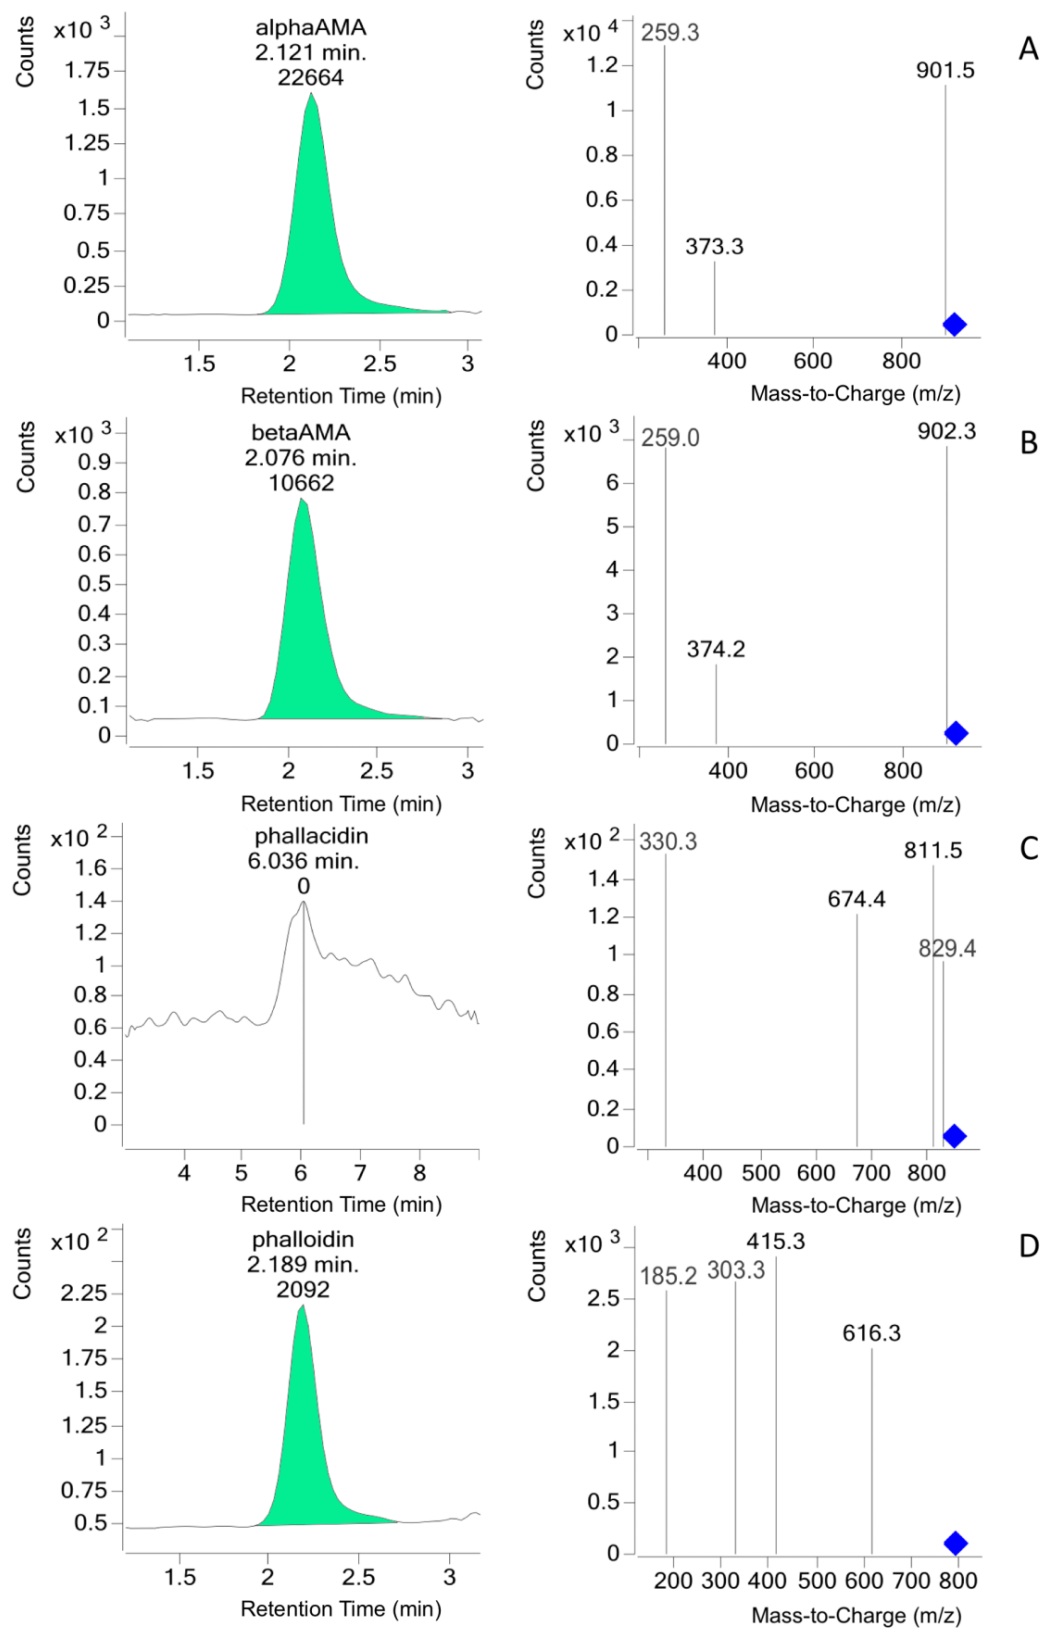 Counts
x10 3
alphaAMA
2.121 min.
22664
1.75
1.5
1.25
1
0.75
0.5
0.25
0
1.5 2 2.5 3
Retention Time (min)
Counts
x10 4
259.3
901.5
373.3
1.2
1
0.8
0.6
0.4
0.2
0
400 600 800
Mass-to-Charge (m/z)
A
Counts
x10 3
betaAMA
2.076 min.
10662
0.9
0.8
0.7
0.6
0.5
0.4
0.3
0.2
0.1
0
1.5 2 2.5 3
Retention Time (min)
Counts
x10 3
259.0
902.3
374.2
6
5
4
3
2
1
0
400 600 800
Mass-to-Charge (m/z)
B
Counts
x10 2
phallacidin
6.036 min.
0
1.6
1.4
1.2
1
0.8
0.6
0.4
0.2
0
4 5 6 7 8
Retention Time (min)
Counts
x10 2
330.3
811.5
674.4
829.4
1.4
1.2
1
0.8
0.6
0.4
0.2
0
400 500 600 700 800
Mass-to-Charge (m/z)
C
Counts
x10 2
phalloidin
2.189 min.
2092
2.25
2
1.75
1.5
1.25
1
0.75
0.5
1.5 2 2.5 3
Retention Time (min)
Counts
x10 3
415.3
185.2 303.3
616.3
2.5
2
1.5
1
0.5
0
200 300 400 500 600 700 800
Mass-to-Charge (m/z)
D